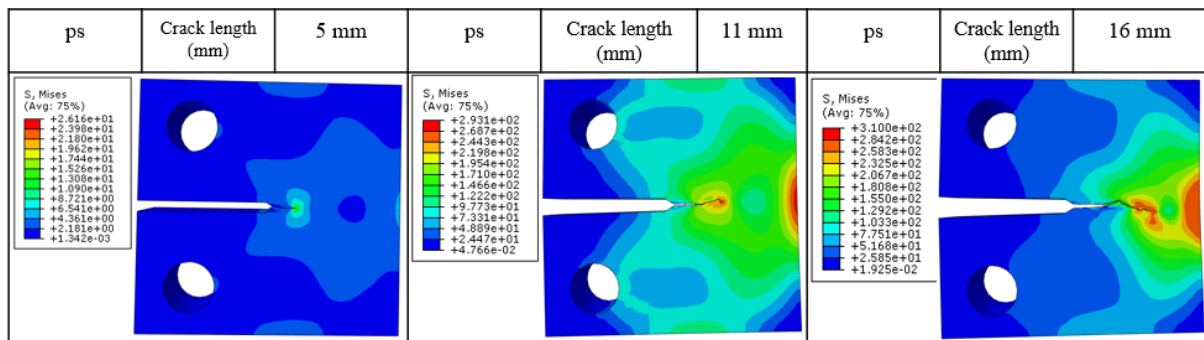 ps
Crack length
(mm)
5 mm
ps
Crack length
(mm)
11 mm
ps
Crack length
(mm)
16 mm
S, Mises
(Avg: 75%)
+2.616e+01
+2.398e+01
+2.180e+01
+1.962e+01
+1.744e+01
+1.526e+01
+1.308e+01
+1.090e+01
+8.721e+00
+6.541e+00
+4.361e+00
+2.181e+00
+1.342e-03
S, Mises
(Avg: 75%)
+2.931e+02
+2.687e+02
+2.443e+02
+2.198e+02
+1.954e+02
+1.710e+02
+1.466e+02
+1.222e+02
+9.773e+01
+7.331e+01
+4.889e+01
+2.447e+01
+4.766e-02
S, Mises
(Avg: 75%)
+3.100e+02
+2.842e+02
+2.583e+02
+2.325e+02
+2.067e+02
+1.808e+02
+1.550e+02
+1.292e+02
+1.033e+02
+7.751e+01
+5.168e+01
+2.585e+01
+1.925e-02